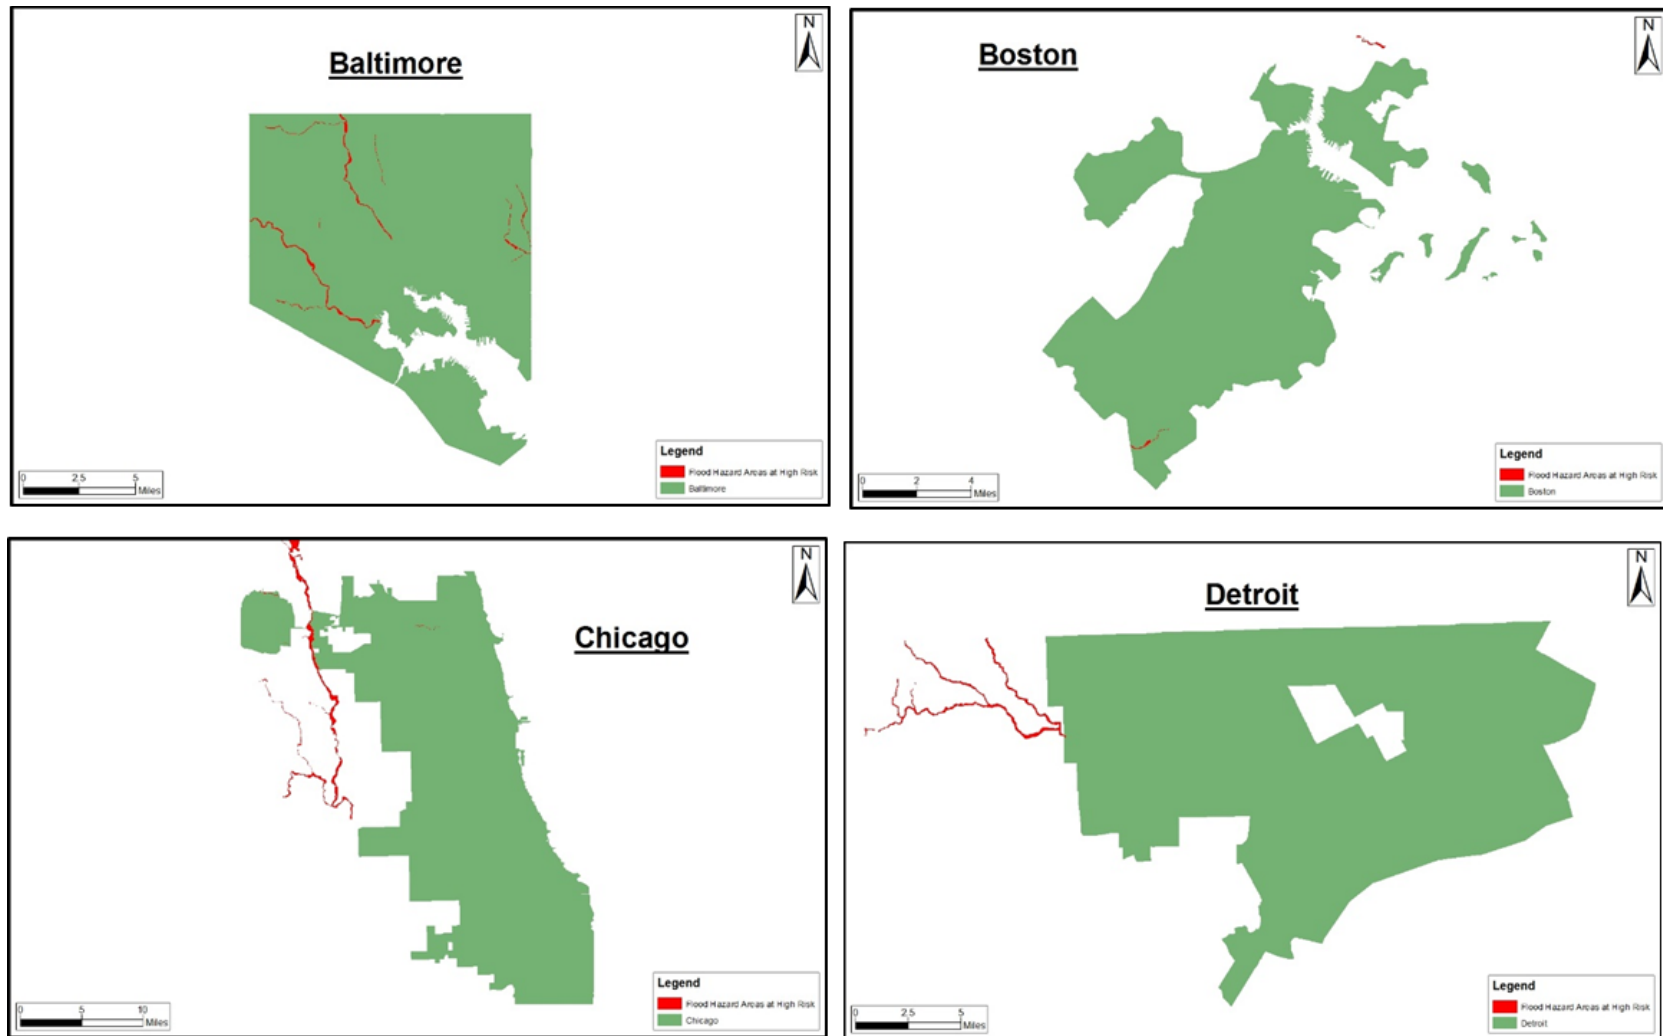 Baltimore
N
Legend
Flood Hazard Areas at High Risk
Baltimore
0 2.5 5
Miles
Boston
N
Legend
Flood Hazard Areas at High Risk
Boston
0 2 4
Miles
Chicago
N
Legend
Flood Hazard Areas at High Risk
Chicago
0 5 10
Miles
Detroit
N
Legend
Flood Hazard Areas at High Risk
Detroit
0 2.5 5
Miles